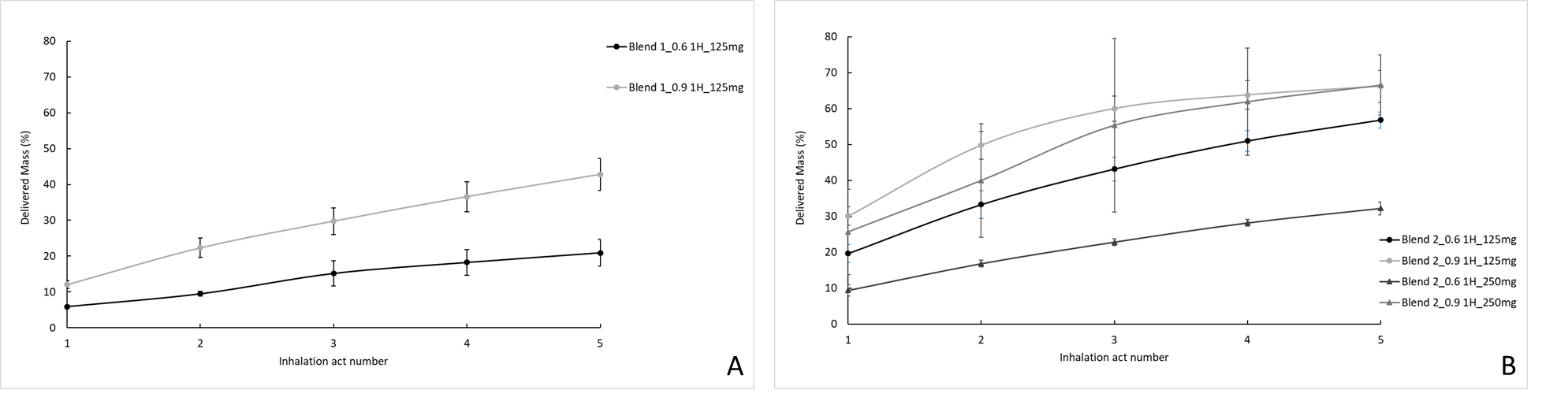 80
70
60
50
40
30
20
10
0
Delivered Mass (%)
1 2 3 4 5
Inhalation act number
Blend 1_0.6 1H_125mg
Blend 1_0.9 1H_125mg
A
80
70
60
50
40
30
20
10
0
Delivered Mass (%)
1 2 3 4 5
Inhalation act number
Blend 2_0.6 1H_125mg
Blend 2_0.9 1H_125mg
Blend 2_0.6 1H_250mg
Blend 2_0.9 1H_250mg
B